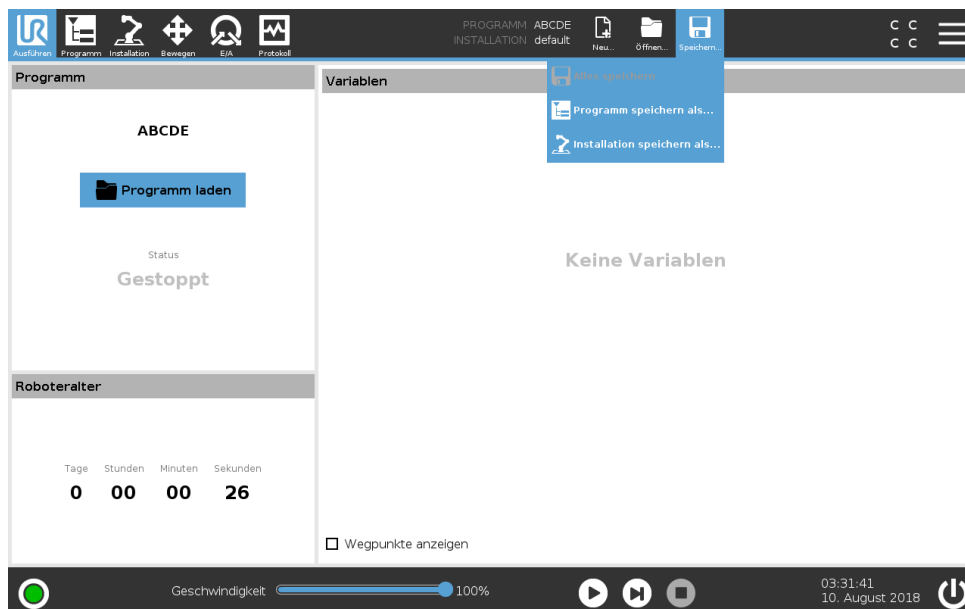 PROGRAMM ABCDE
INSTALLATION default
C C
C C
Ausführen Programm Installation Bewegen E/A Protokoll Neu... Öffnen... Speichern...
Programm
Variablen
Alles speichern
Programm speichern als...
Installation speichern als...
ABCDE
Programm laden
Status
Gestoppt
Keine Variablen
Roboteralter
Tage Stunden Minuten Sekunden
0 00 00 26
Wegpunkte anzeigen
Geschwindigkeit 100%
03:31:41
10. August 2018